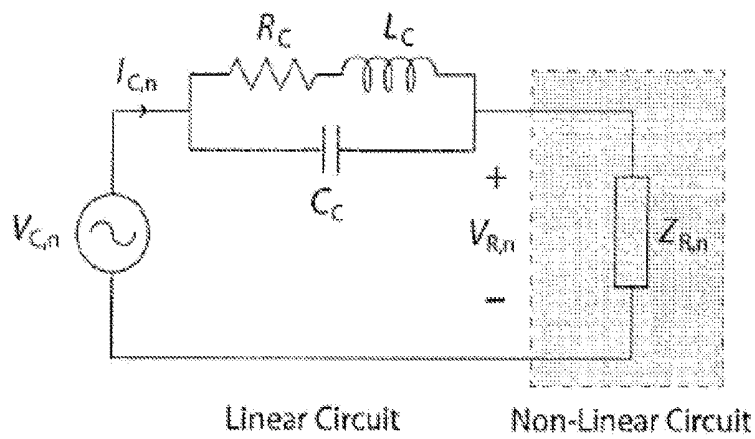 R_C L_C
I_C,n
C_C
+
V_C,n V_R,n Z_R,n
−
Linear Circuit Non-Linear Circuit